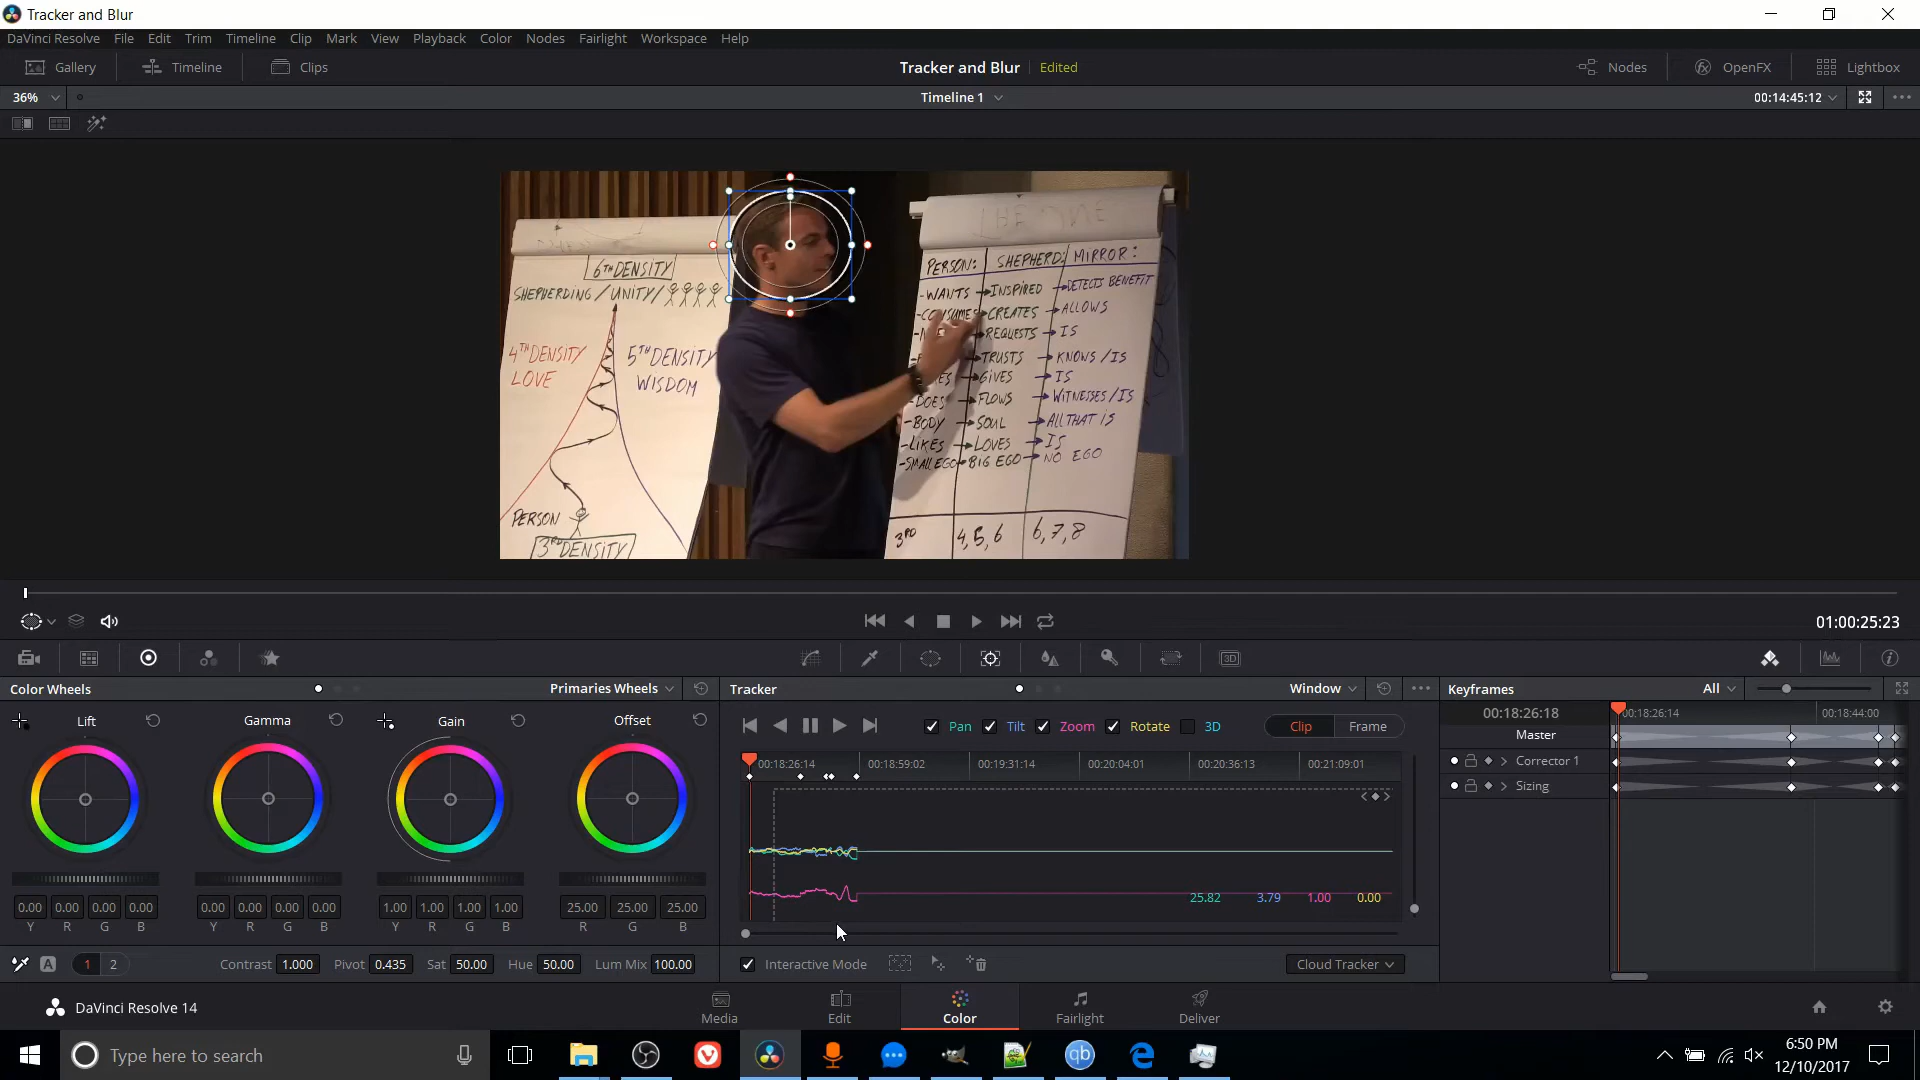 Tracker and Blur
DaVinci Resolve File Edit Trim Timeline Clip Mark View Playback Color Nodes Fairlight Workspace Help
Gallery Timeline Clips Tracker and Blur Edited Nodes OpenFX Lightbox
36% Timeline 1 00:14:45:12
THE ONE
6TH DENSITY
SHEPHERDING/UNITY/
4TH DENSITY
LOVE
5TH DENSITY
WISDOM
PERSON
3RD DENSITY
PERSON: SHEPHERD: MIRROR:
-WANTS INSPIRED DETECTS BENEFIT
-CONSUMES CREATES ALLOWS
REQUESTS IS
TRUSTS KNOWS/IS
GIVES IS
-DOES FLOWS WITNESSES/IS
-BODY SOUL ALL THAT IS
-LIKES LOVES IS
-SMALL EGO BIG EGO NO EGO
3RD 4,5,6 6,7,8
01:00:25:23
3D
Color Wheels Primaries Wheels Tracker Window Keyframes All
Lift Gamma Gain Offset
Pan Tilt Zoom Rotate 3D Clip Frame
00:18:26:14 00:18:59:02 00:19:31:14 00:20:04:01 00:20:36:13 00:21:09:01
00:18:26:18 00:18:26:14 00:18:44:00
Master
Corrector 1
Sizing
25.82 3.79 1.00 0.00
0.00 0.00 0.00 0.00 0.00 0.00 0.00 0.00 1.00 1.00 1.00 1.00 25.00 25.00 25.00
Y R G B Y R G B Y R G B R G B
A 1 2 Contrast 1.000 Pivot 0.435 Sat 50.00 Hue 50.00 Lum Mix 100.00
Interactive Mode Cloud Tracker
DaVinci Resolve 14 Media Edit Color Fairlight Deliver
Type here to search qb
6:50 PM
12/10/2017